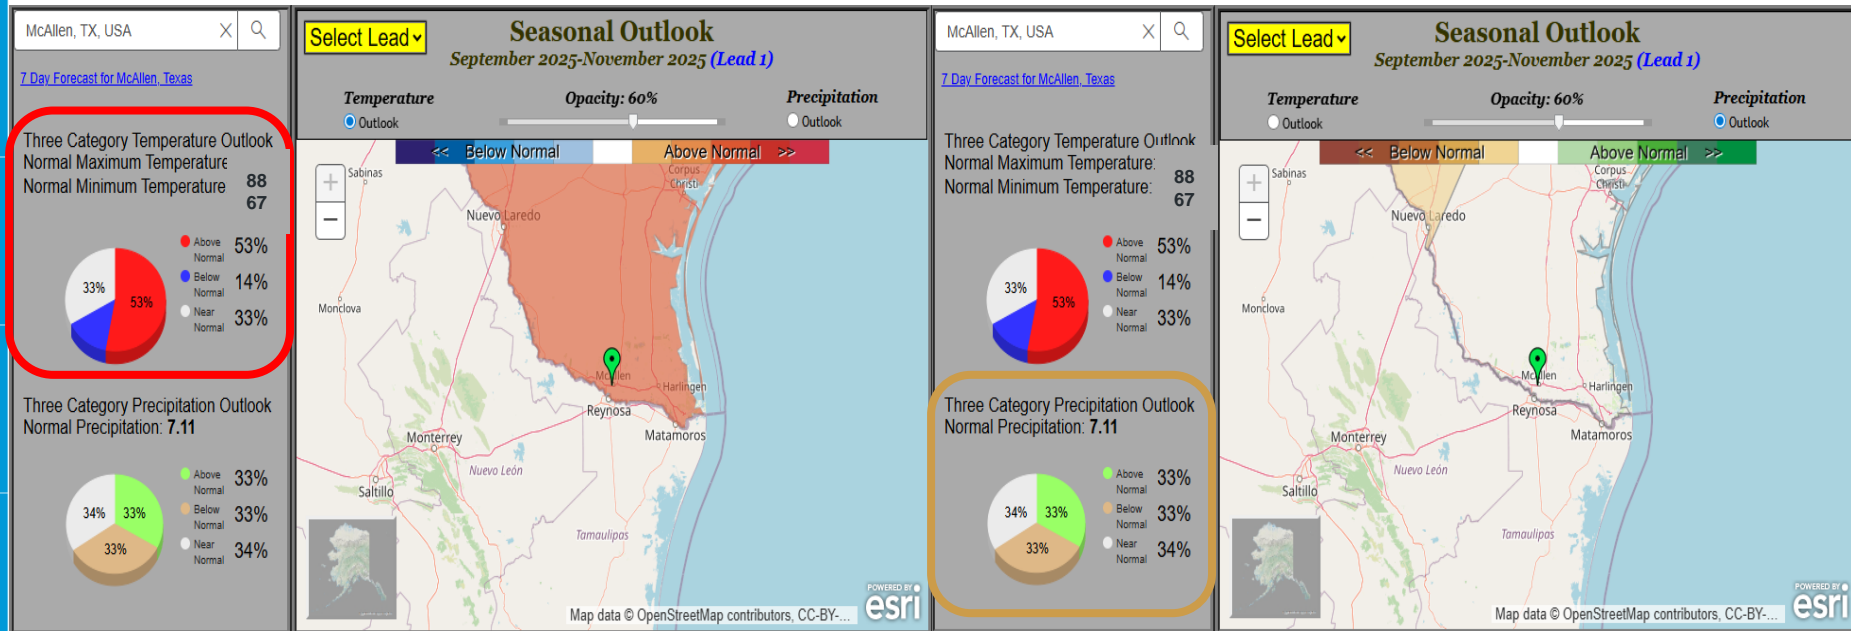 McAllen, TX, USA
X
7 Day Forecast for McAllen, Texas
Three Category Temperature Outlook
Normal Maximum Temperature
Normal Minimum Temperature
88
67
33%
53%
Above Normal 53%
Below Normal 14%
Near Normal 33%
Three Category Precipitation Outlook
Normal Precipitation: 7.11
34%
33%
33%
Above Normal 33%
Below Normal 33%
Near Normal 34%
Select Lead
Seasonal Outlook
September 2025-November 2025 (Lead 1)
Temperature
Outlook
Opacity: 60%
Precipitation
Outlook
<< Below Normal
Above Normal >>
+
−
Sabinas
Corpus
Christi
Nuevo Laredo
Monclova
McAllen
Harlingen
Reynosa
Matamoros
Monterrey
Nuevo León
Saltillo
Tamaulipas
POWERED BY
esri
Map data © OpenStreetMap contributors, CC-BY-...
McAllen, TX, USA
X
7 Day Forecast for McAllen, Texas
Three Category Temperature Outlook
Normal Maximum Temperature:
Normal Minimum Temperature:
88
67
33%
53%
Above Normal 53%
Below Normal 14%
Near Normal 33%
Three Category Precipitation Outlook
Normal Precipitation: 7.11
34%
33%
33%
Above Normal 33%
Below Normal 33%
Near Normal 34%
Select Lead
Seasonal Outlook
September 2025-November 2025 (Lead 1)
Temperature
Outlook
Opacity: 60%
Precipitation
Outlook
<< Below Normal
Above Normal >>
+
−
Sabinas
Corpus
Christi
Nuevo Laredo
Monclova
McAllen
Harlingen
Reynosa
Matamoros
Monterrey
Nuevo León
Saltillo
Tamaulipas
POWERED BY
esri
Map data © OpenStreetMap contributors, CC-BY-...